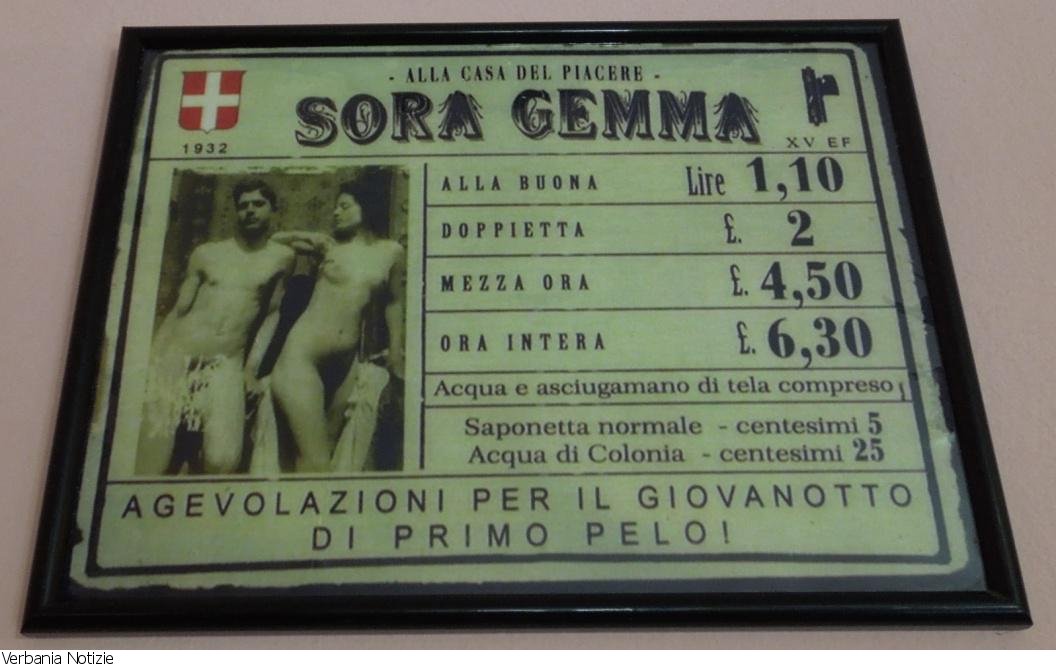 - ALLA CASA DEL PIACERE -
SORA GEMMA
1932
XV EF
ALLA BUONA Lire 1,10
DOPPIETTA £. 2
MEZZA ORA £. 4,50
ORA INTERA £. 6,30
Acqua e asciugamano di tela compreso
Saponetta normale - centesimi 5
Acqua di Colonia - centesimi 25
AGEVOLAZIONI PER IL GIOVANOTTO
DI PRIMO PELO!
Verbania Notizie